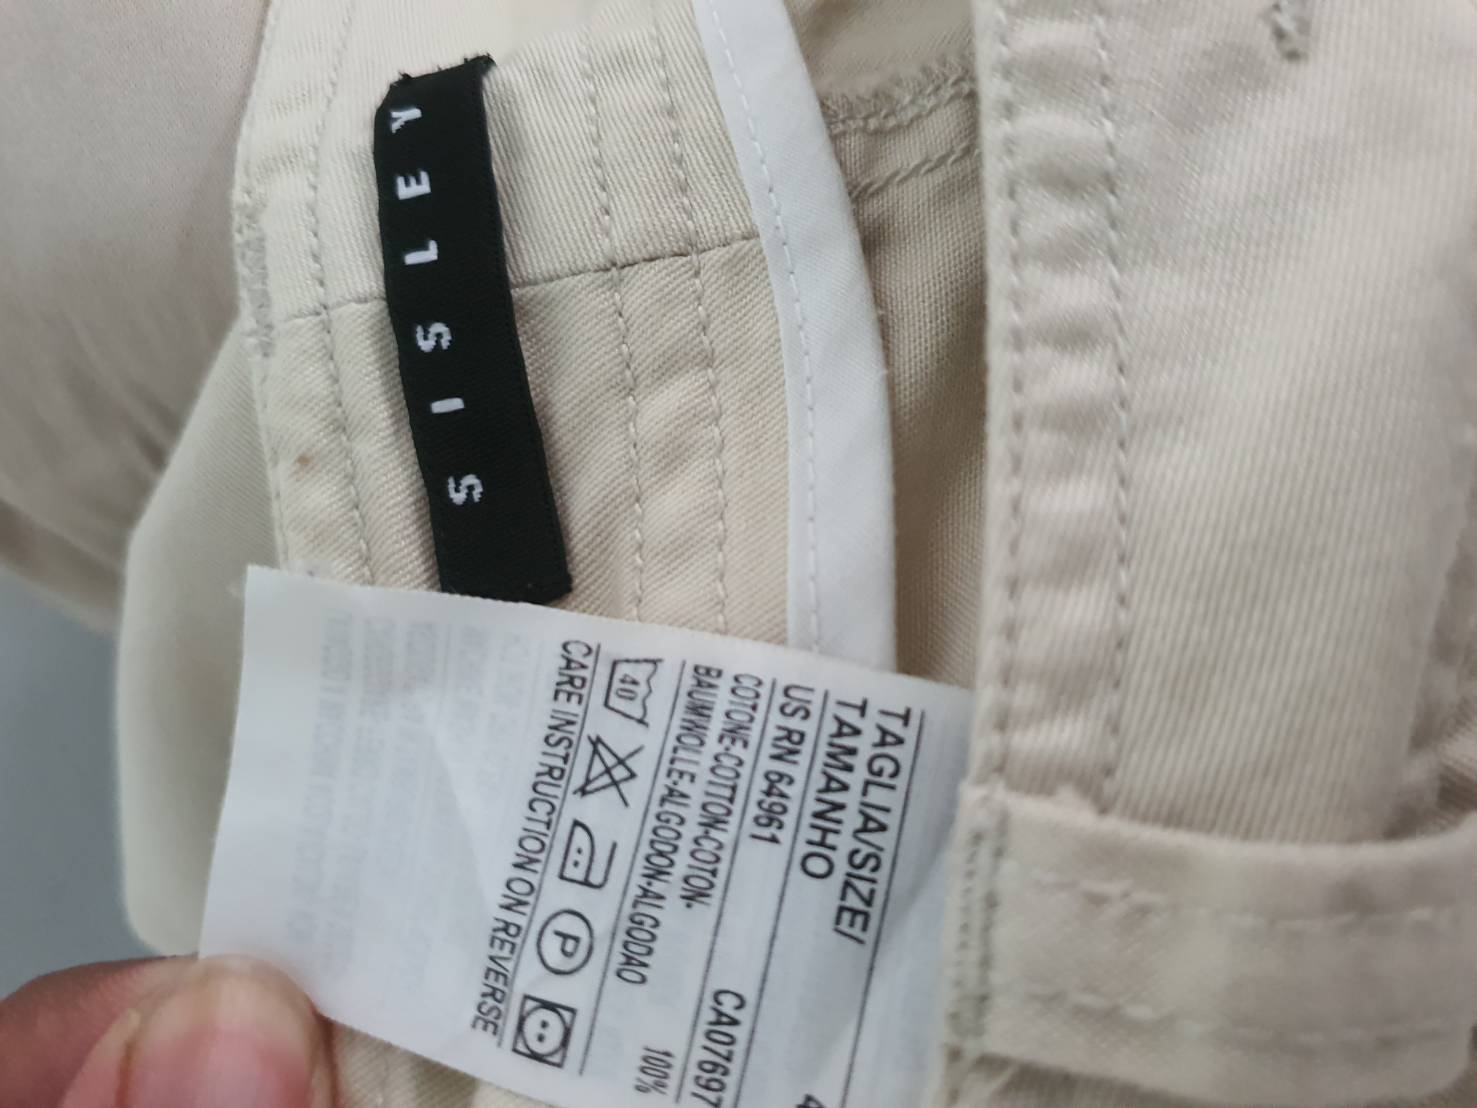 SISLEY
TAGLIA/SIZE/
TAMANHO 4
US RN 64961 CA07697
COTONE-COTTON-COTON-
BAUMWOLLE-ALGODON-ALGODAO 100%
40 P
CARE INSTRUCTION ON REVERSE